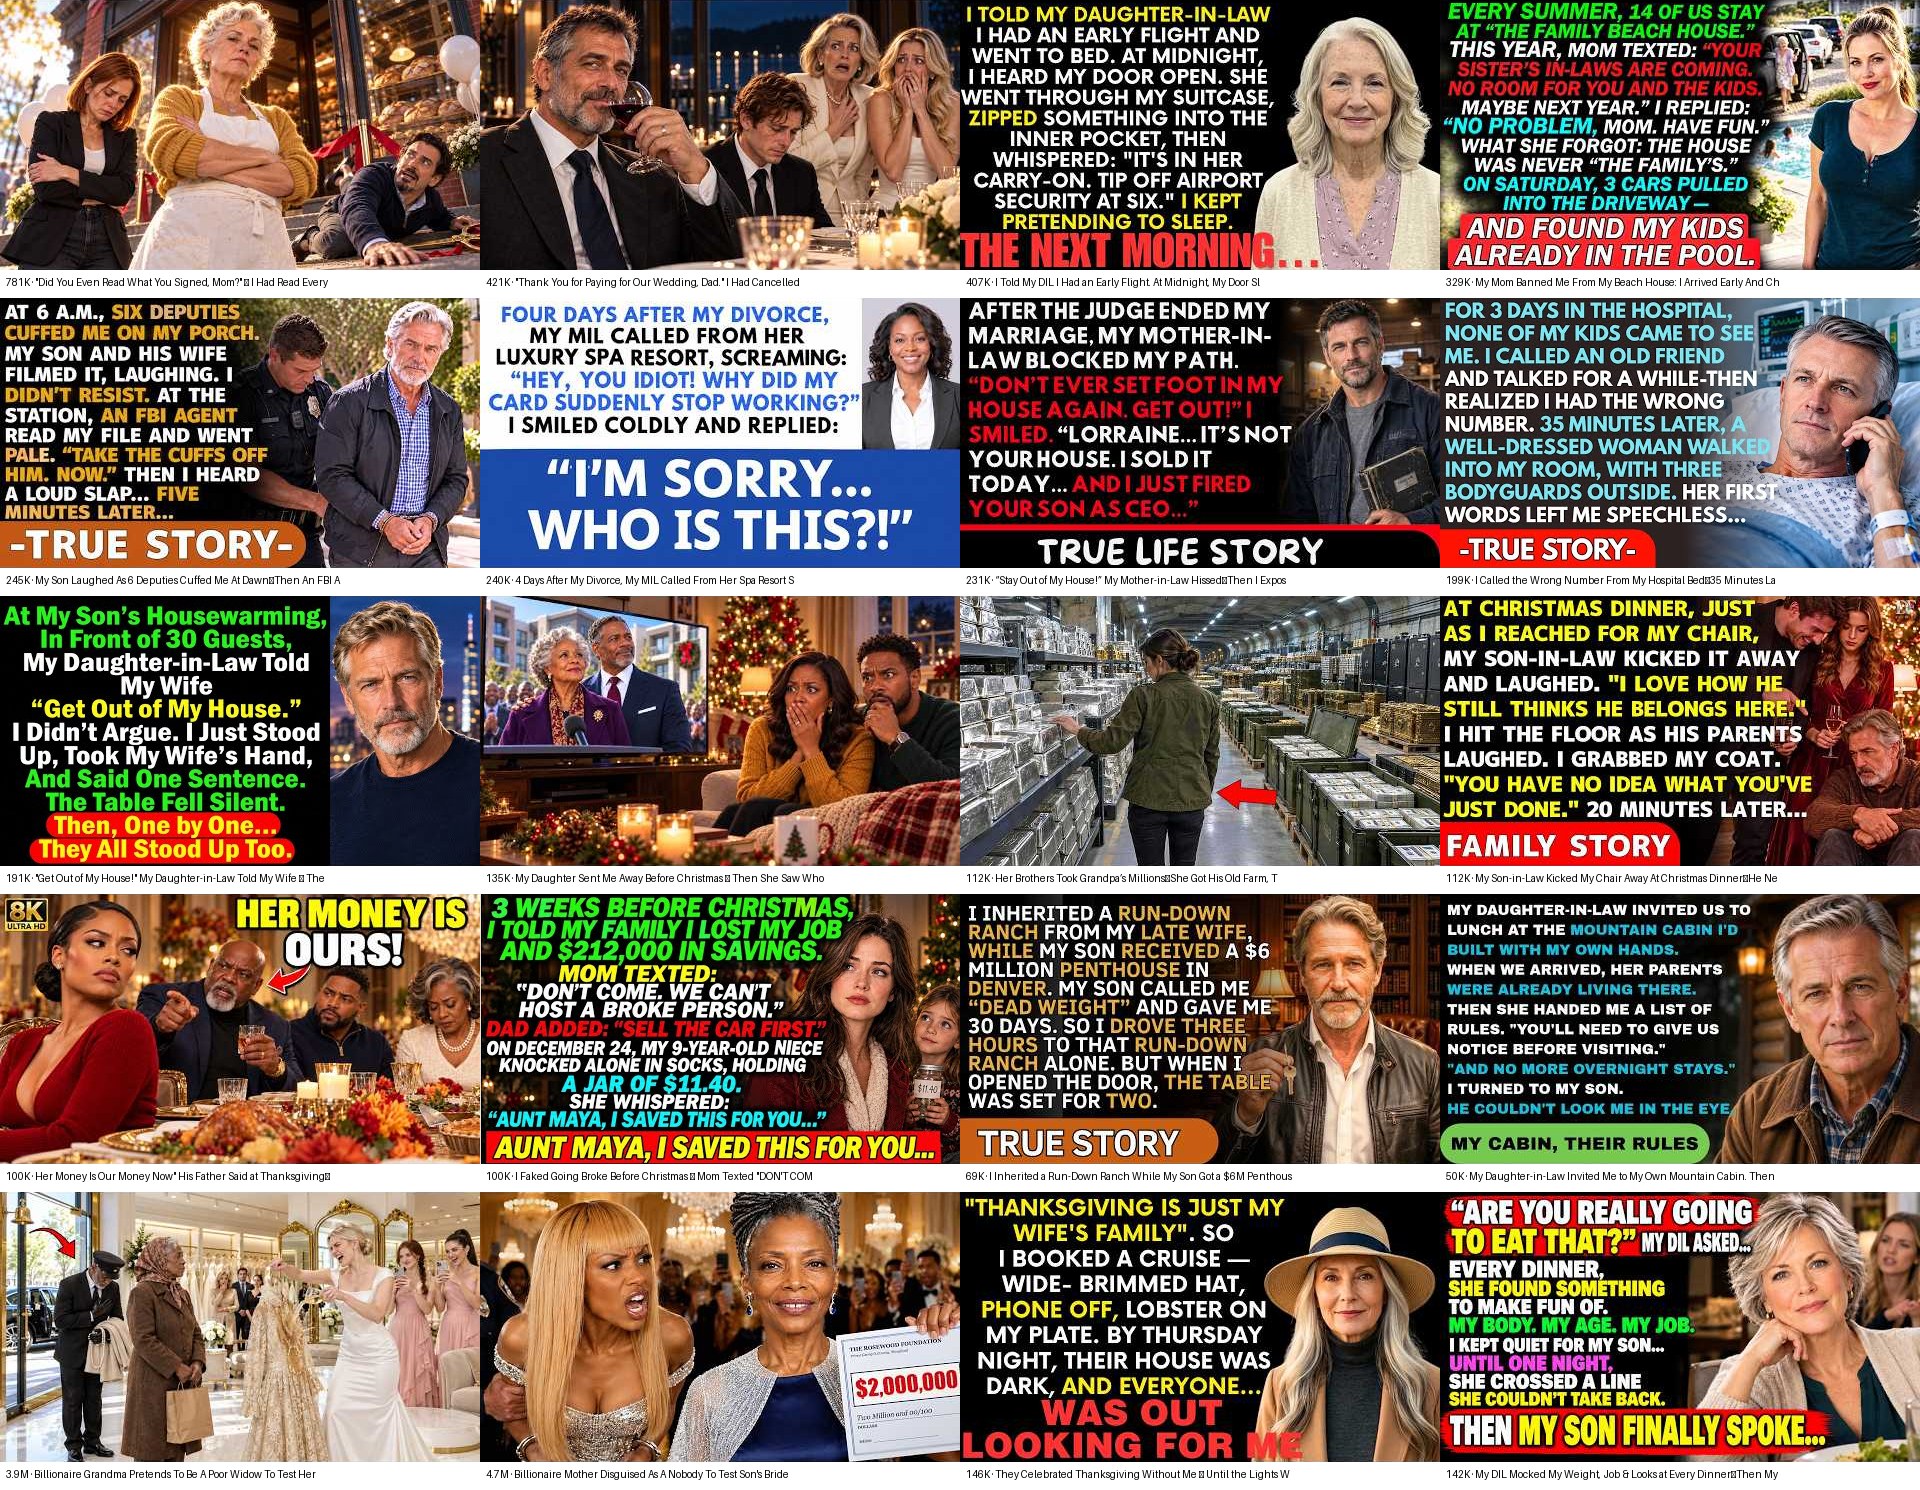 I TOLD MY DAUGHTER-IN-LAW
I HAD AN EARLY FLIGHT AND
WENT TO BED. AT MIDNIGHT,
I HEARD MY DOOR OPEN. SHE
WENT THROUGH MY SUITCASE,
ZIPPED SOMETHING INTO THE
INNER POCKET, THEN
WHISPERED: "IT'S IN HER
CARRY-ON. TIP OFF AIRPORT
SECURITY AT SIX." I KEPT
PRETENDING TO SLEEP.
THE NEXT MORNING...
EVERY SUMMER, 14 OF US STAY
AT "THE FAMILY BEACH HOUSE."
THIS YEAR, MOM TEXTED: "YOUR
SISTER'S IN-LAWS ARE COMING.
NO ROOM FOR YOU AND THE KIDS.
MAYBE NEXT YEAR." I REPLIED:
"NO PROBLEM, MOM. HAVE FUN."
WHAT SHE FORGOT: THE HOUSE
WAS NEVER "THE FAMILY'S."
ON SATURDAY, 3 CARS PULLED
INTO THE DRIVEWAY —
AND FOUND MY KIDS
ALREADY IN THE POOL.
781K · "Did You Even Read What You Signed, Mom?" I Had Read Every
421K · "Thank You for Paying for Our Wedding, Dad." I Had Cancelled
407K · I Told My DIL I Had an Early Flight. At Midnight, My Door Sl
329K · My Mom Banned Me From My Beach House: I Arrived Early And Ch
AT 6 A.M., SIX DEPUTIES
CUFFED ME ON MY PORCH.
MY SON AND HIS WIFE
FILMED IT, LAUGHING. I
DIDN'T RESIST. AT THE
STATION, AN FBI AGENT
READ MY FILE AND WENT
PALE. "TAKE THE CUFFS OFF
HIM. NOW." THEN I HEARD
A LOUD SLAP... FIVE
MINUTES LATER...
-TRUE STORY-
FOUR DAYS AFTER MY DIVORCE,
MY MIL CALLED FROM HER
LUXURY SPA RESORT, SCREAMING:
"HEY, YOU IDIOT! WHY DID MY
CARD SUDDENLY STOP WORKING?"
I SMILED COLDLY AND REPLIED:
"I'M SORRY...
WHO IS THIS?!"
AFTER THE JUDGE ENDED MY
MARRIAGE, MY MOTHER-IN-
LAW BLOCKED MY PATH.
"DON'T EVER SET FOOT IN MY
HOUSE AGAIN. GET OUT!" I
SMILED. "LORRAINE... IT'S NOT
YOUR HOUSE. I SOLD IT
TODAY... AND I JUST FIRED
YOUR SON AS CEO..."
TRUE LIFE STORY
FOR 3 DAYS IN THE HOSPITAL,
NONE OF MY KIDS CAME TO SEE
ME. I CALLED AN OLD FRIEND
AND TALKED FOR A WHILE-THEN
REALIZED I HAD THE WRONG
NUMBER. 35 MINUTES LATER, A
WELL-DRESSED WOMAN WALKED
INTO MY ROOM, WITH THREE
BODYGUARDS OUTSIDE. HER FIRST
WORDS LEFT ME SPEECHLESS...
-TRUE STORY-
245K · My Son Laughed As 6 Deputies Cuffed Me At Dawn Then An FBI A
240K · 4 Days After My Divorce, My MIL Called From Her Spa Resort S
231K · "Stay Out of My House!" My Mother-in-Law Hissed Then I Expos
199K · I Called the Wrong Number From My Hospital Bed 35 Minutes La
At My Son's Housewarming,
In Front of 30 Guests,
My Daughter-in-Law Told
My Wife
"Get Out of My House."
I Didn't Argue. I Just Stood
Up, Took My Wife's Hand,
And Said One Sentence.
The Table Fell Silent.
Then, One by One...
They All Stood Up Too.
AT CHRISTMAS DINNER, JUST
AS I REACHED FOR MY CHAIR,
MY SON-IN-LAW KICKED IT AWAY
AND LAUGHED. "I LOVE HOW HE
STILL THINKS HE BELONGS HERE."
I HIT THE FLOOR AS HIS PARENTS
LAUGHED. I GRABBED MY COAT.
"YOU HAVE NO IDEA WHAT YOU'VE
JUST DONE." 20 MINUTES LATER...
FAMILY STORY
191K · "Get Out of My House!" My Daughter-in-Law Told My Wife The
135K · My Daughter Sent Me Away Before Christmas Then She Saw Who
112K · Her Brothers Took Grandpa's Millions She Got His Old Farm, T
112K · My Son-in-Law Kicked My Chair Away At Christmas Dinner He Ne
8K
ULTRA HD
HER MONEY IS
OURS!
3 WEEKS BEFORE CHRISTMAS,
I TOLD MY FAMILY I LOST MY JOB
AND $212,000 IN SAVINGS.
MOM TEXTED:
"DON'T COME. WE CAN'T
HOST A BROKE PERSON."
DAD ADDED: "SELL THE CAR FIRST."
ON DECEMBER 24, MY 9-YEAR-OLD NIECE
KNOCKED ALONE IN SOCKS, HOLDING
A JAR OF $11.40.
SHE WHISPERED:
"AUNT MAYA, I SAVED THIS FOR YOU..."
AUNT MAYA, I SAVED THIS FOR YOU...
$11.40
I INHERITED A RUN-DOWN
RANCH FROM MY LATE WIFE,
WHILE MY SON RECEIVED A $6
MILLION PENTHOUSE IN
DENVER. MY SON CALLED ME
"DEAD WEIGHT" AND GAVE ME
30 DAYS. SO I DROVE THREE
HOURS TO THAT RUN-DOWN
RANCH ALONE. BUT WHEN I
OPENED THE DOOR, THE TABLE
WAS SET FOR TWO.
TRUE STORY
MY DAUGHTER-IN-LAW INVITED US TO
LUNCH AT THE MOUNTAIN CABIN I'D
BUILT WITH MY OWN HANDS.
WHEN WE ARRIVED, HER PARENTS
WERE ALREADY LIVING THERE.
THEN SHE HANDED ME A LIST OF
RULES. "YOU'LL NEED TO GIVE US
NOTICE BEFORE VISITING."
"AND NO MORE OVERNIGHT STAYS."
I TURNED TO MY SON.
HE COULDN'T LOOK ME IN THE EYE
MY CABIN, THEIR RULES
100K · Her Money Is Our Money Now" His Father Said at Thanksgiving
100K · I Faked Going Broke Before Christmas Mom Texted "DON'T COM
69K · I Inherited a Run-Down Ranch While My Son Got a $6M Penthous
50K · My Daughter-in-Law Invited Me to My Own Mountain Cabin. Then
THE ROSEWOOD FOUNDATION
$2,000,000
Two Million and 00/100
"THANKSGIVING IS JUST MY
WIFE'S FAMILY". SO
I BOOKED A CRUISE —
WIDE- BRIMMED HAT,
PHONE OFF, LOBSTER ON
MY PLATE. BY THURSDAY
NIGHT, THEIR HOUSE WAS
DARK, AND EVERYONE...
WAS OUT
LOOKING FOR ME
"ARE YOU REALLY GOING
TO EAT THAT?" MY DIL ASKED...
EVERY DINNER,
SHE FOUND SOMETHING
TO MAKE FUN OF.
MY BODY. MY AGE. MY JOB.
I KEPT QUIET FOR MY SON...
UNTIL ONE NIGHT,
SHE CROSSED A LINE
SHE COULDN'T TAKE BACK.
THEN MY SON FINALLY SPOKE...
3.9M · Billionaire Grandma Pretends To Be A Poor Widow To Test Her
4.7M · Billionaire Mother Disguised As A Nobody To Test Son's Bride
146K · They Celebrated Thanksgiving Without Me Until the Lights W
142K · My DIL Mocked My Weight, Job & Looks at Every Dinner Then My